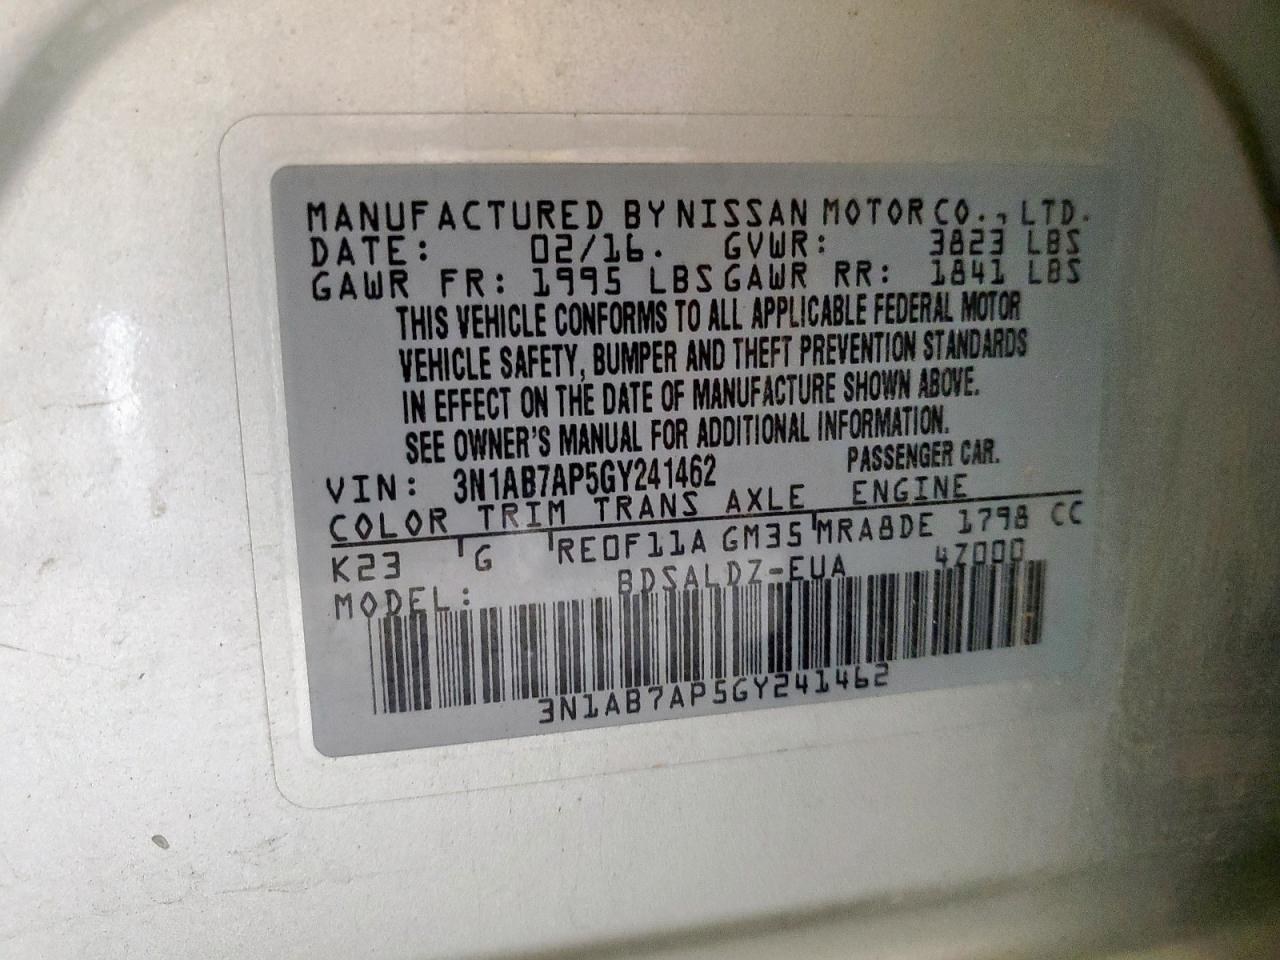 MANUFACTURED BY NISSAN MOTOR CO., LTD.
DATE: 02/16. GVWR: 3823 LBS
GAWR FR: 1995 LBS GAWR RR: 1841 LBS
THIS VEHICLE CONFORMS TO ALL APPLICABLE FEDERAL MOTOR
VEHICLE SAFETY, BUMPER AND THEFT PREVENTION STANDARDS
IN EFFECT ON THE DATE OF MANUFACTURE SHOWN ABOVE.
SEE OWNER'S MANUAL FOR ADDITIONAL INFORMATION.
VIN: 3N1AB7AP5GY241462 PASSENGER CAR.
COLOR TRIM TRANS AXLE ENGINE
K23 G RE0F11A GM35 MRA8DE 1798 CC
MODEL: BDSALDZ-EUA 4Z000
3N1AB7AP5GY241462